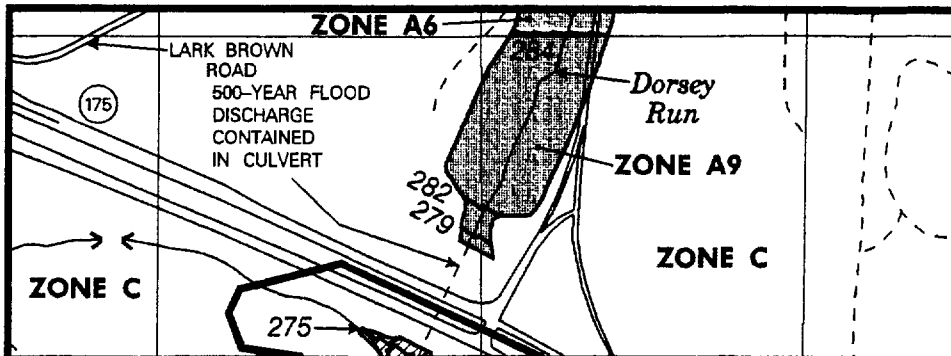 ZONE A6
LARK BROWN
ROAD
284
500-YEAR FLOOD
DISCHARGE
CONTAINED
IN CULVERT
175
Dorsey
Run
ZONE A9
282
279
ZONE C
ZONE C
275